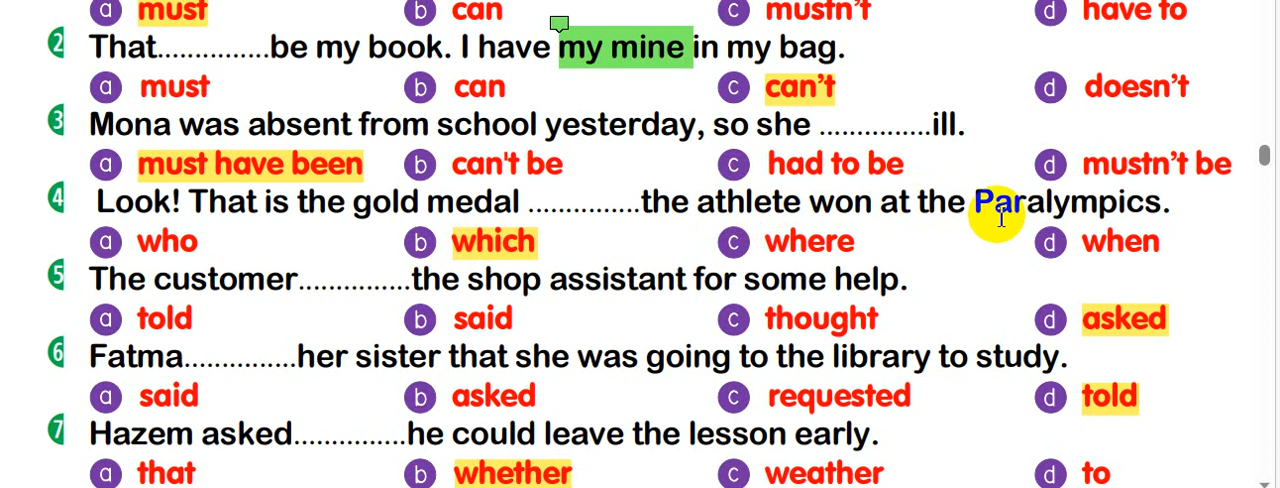 a must b can c mustn't d have to
2 That...............be my book. I have my mine in my bag.
a must b can c can't d doesn't
3 Mona was absent from school yesterday, so she ...............ill.
a must have been b can't be c had to be d mustn't be
4 Look! That is the gold medal ...............the athlete won at the Paralympics.
a who b which c where d when
5 The customer...............the shop assistant for some help.
a told b said c thought d asked
6 Fatma...............her sister that she was going to the library to study.
a said b asked c requested d told
7 Hazem asked...............he could leave the lesson early.
a that b whether c weather d to